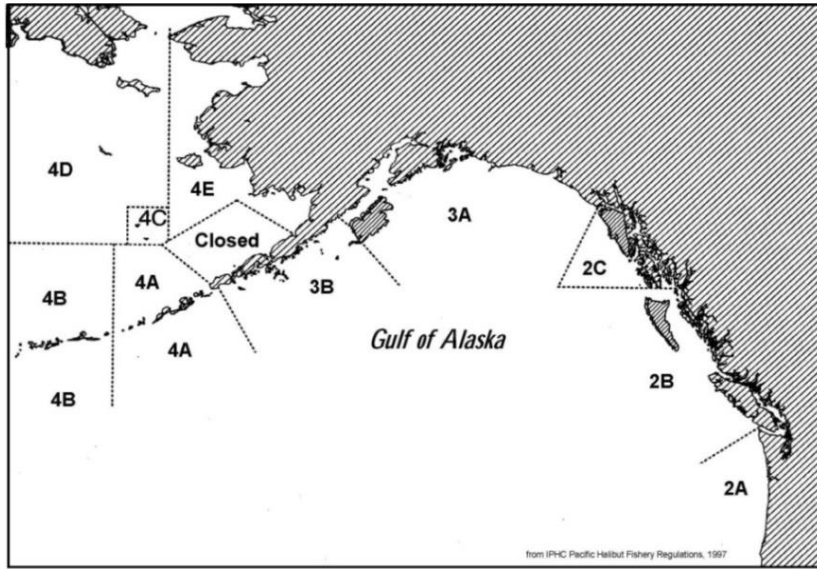 4D
4E
4C
3A
Closed
2C
4A
4B
3B
Gulf of Alaska
4A
2B
4B
2A
from IPHC Pacific Halibut Fishery Regulations, 1997